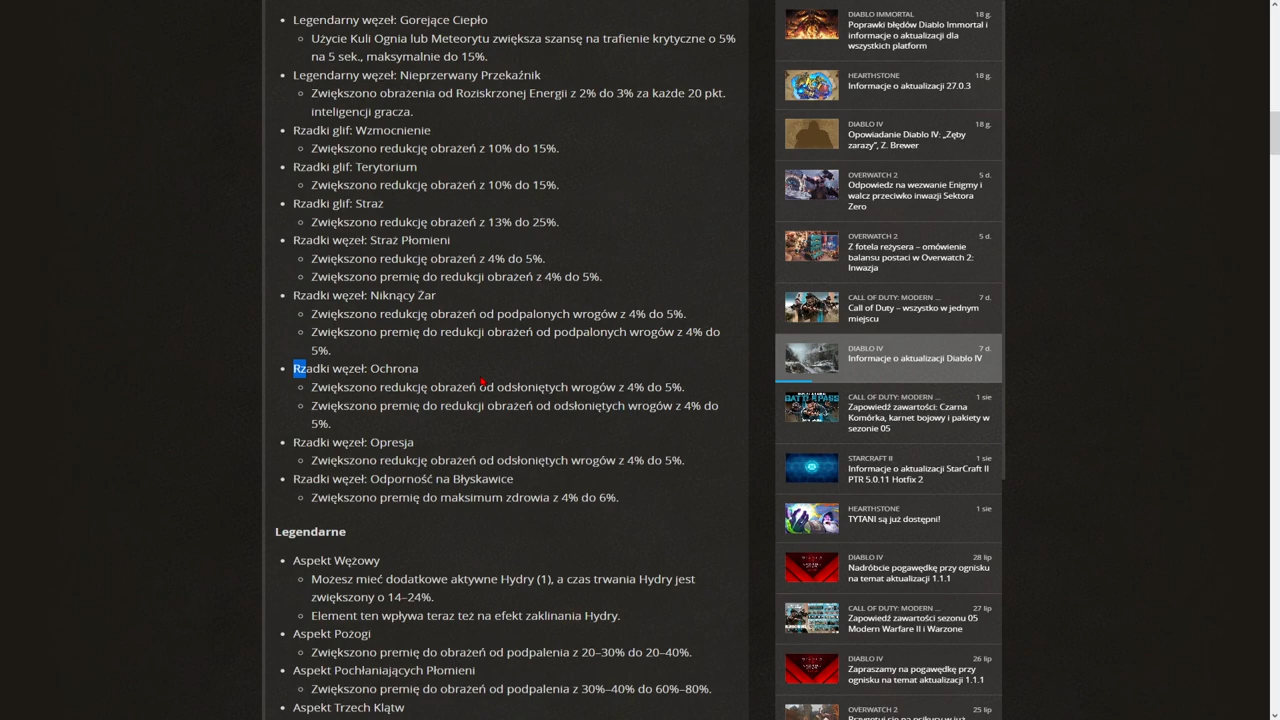 Legendarny węzeł: Gorejące Ciepło
Użycie Kuli Ognia lub Meteorytu zwiększa szansę na trafienie krytyczne o 5%
na 5 sek., maksymalnie do 15%.
Legendarny węzeł: Nieprzerwany Przekaźnik
Zwiększono obrażenia od Roziskrzonej Energii z 2% do 3% za każde 20 pkt.
inteligencji gracza.
Rzadki glif: Wzmocnienie
Zwiększono redukcję obrażeń z 10% do 15%.
Rzadki glif: Terytorium
Zwiększono redukcję obrażeń z 10% do 15%.
Rzadki glif: Straż
Zwiększono redukcję obrażeń z 13% do 25%.
Rzadki węzeł: Straż Płomieni
Zwiększono redukcję obrażeń z 4% do 5%.
Zwiększono premię do redukcji obrażeń z 4% do 5%.
Rzadki węzeł: Niknący Żar
Zwiększono redukcję obrażeń od podpalonych wrogów z 4% do 5%.
Zwiększono premię do redukcji obrażeń od podpalonych wrogów z 4% do
5%.
Rzadki węzeł: Ochrona
Zwiększono redukcję obrażeń od odsłoniętych wrogów z 4% do 5%.
Zwiększono premię do redukcji obrażeń od odsłoniętych wrogów z 4% do
5%.
Rzadki węzeł: Opresja
Zwiększono redukcję obrażeń od odsłoniętych wrogów z 4% do 5%.
Rzadki węzeł: Odporność na Błyskawice
Zwiększono premię do maksimum zdrowia z 4% do 6%.
Legendarne
Aspekt Wężowy
Możesz mieć dodatkowe aktywne Hydry (1), a czas trwania Hydry jest
zwiększony o 14–24%.
Element ten wpływa teraz też na efekt zaklinania Hydry.
Aspekt Pożogi
Zwiększono premię do obrażeń od podpalenia z 20–30% do 20–40%.
Aspekt Pochłaniających Płomieni
Zwiększono premię do obrażeń od podpalenia z 30%–40% do 60%–80%.
Aspekt Trzech Klątw
DIABLO IMMORTAL 18 g.
Poprawki błędów Diablo Immortal i
informacje o aktualizacji dla
wszystkich platform
HEARTHSTONE 18 g.
Informacje o aktualizacji 27.0.3
DIABLO IV 18 g.
Opowiadanie Diablo IV: „Zęby
zarazy”, Z. Brewer
OVERWATCH 2 5 d.
Odpowiedz na wezwanie Enigmy i
walcz przeciwko inwazji Sektora
Zero
OVERWATCH 2 5 d.
Z fotela reżysera – omówienie
balansu postaci w Overwatch 2:
Inwazja
CALL OF DUTY: MODERN ... 7 d.
Call of Duty – wszystko w jednym
miejscu
DIABLO IV 7 d.
Informacje o aktualizacji Diablo IV
CALL OF DUTY: MODERN ... 1 sie
Zapowiedź zawartości: Czarna
Komórka, karnet bojowy i pakiety w
sezonie 05
STARCRAFT II 1 sie
Informacje o aktualizacji StarCraft II
PTR 5.0.11 Hotfix 2
HEARTHSTONE 1 sie
TYTANI są już dostępni!
DIABLO IV 28 lip
Nadróbcie pogawędkę przy ognisku
na temat aktualizacji 1.1.1
CALL OF DUTY: MODERN ... 27 lip
Zapowiedź zawartości sezonu 05
Modern Warfare II i Warzone
DIABLO IV 26 lip
Zapraszamy na pogawędkę przy
ognisku na temat aktualizacji 1.1.1
OVERWATCH 2 25 lip